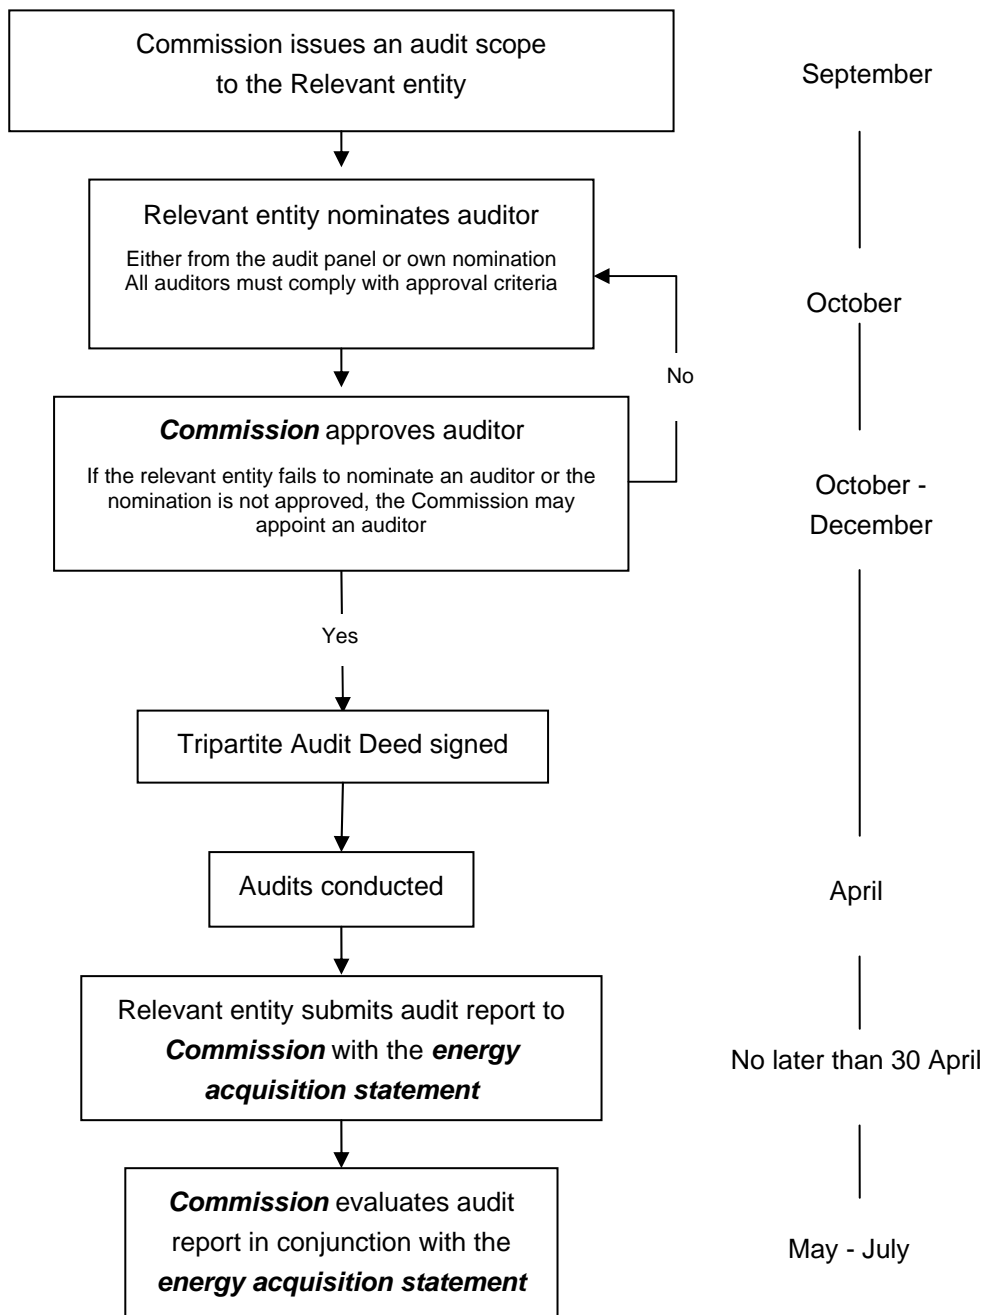 Commission issues an audit scope
to the Relevant entity
September
Relevant entity nominates auditor
Either from the audit panel or own nomination
All auditors must comply with approval criteria
October
No
Commission approves auditor
If the relevant entity fails to nominate an auditor or the
nomination is not approved, the Commission may
appoint an auditor
October -
December
Yes
Tripartite Audit Deed signed
Audits conducted
April
Relevant entity submits audit report to
Commission with the energy
acquisition statement
No later than 30 April
Commission evaluates audit
report in conjunction with the
energy acquisition statement
May - July